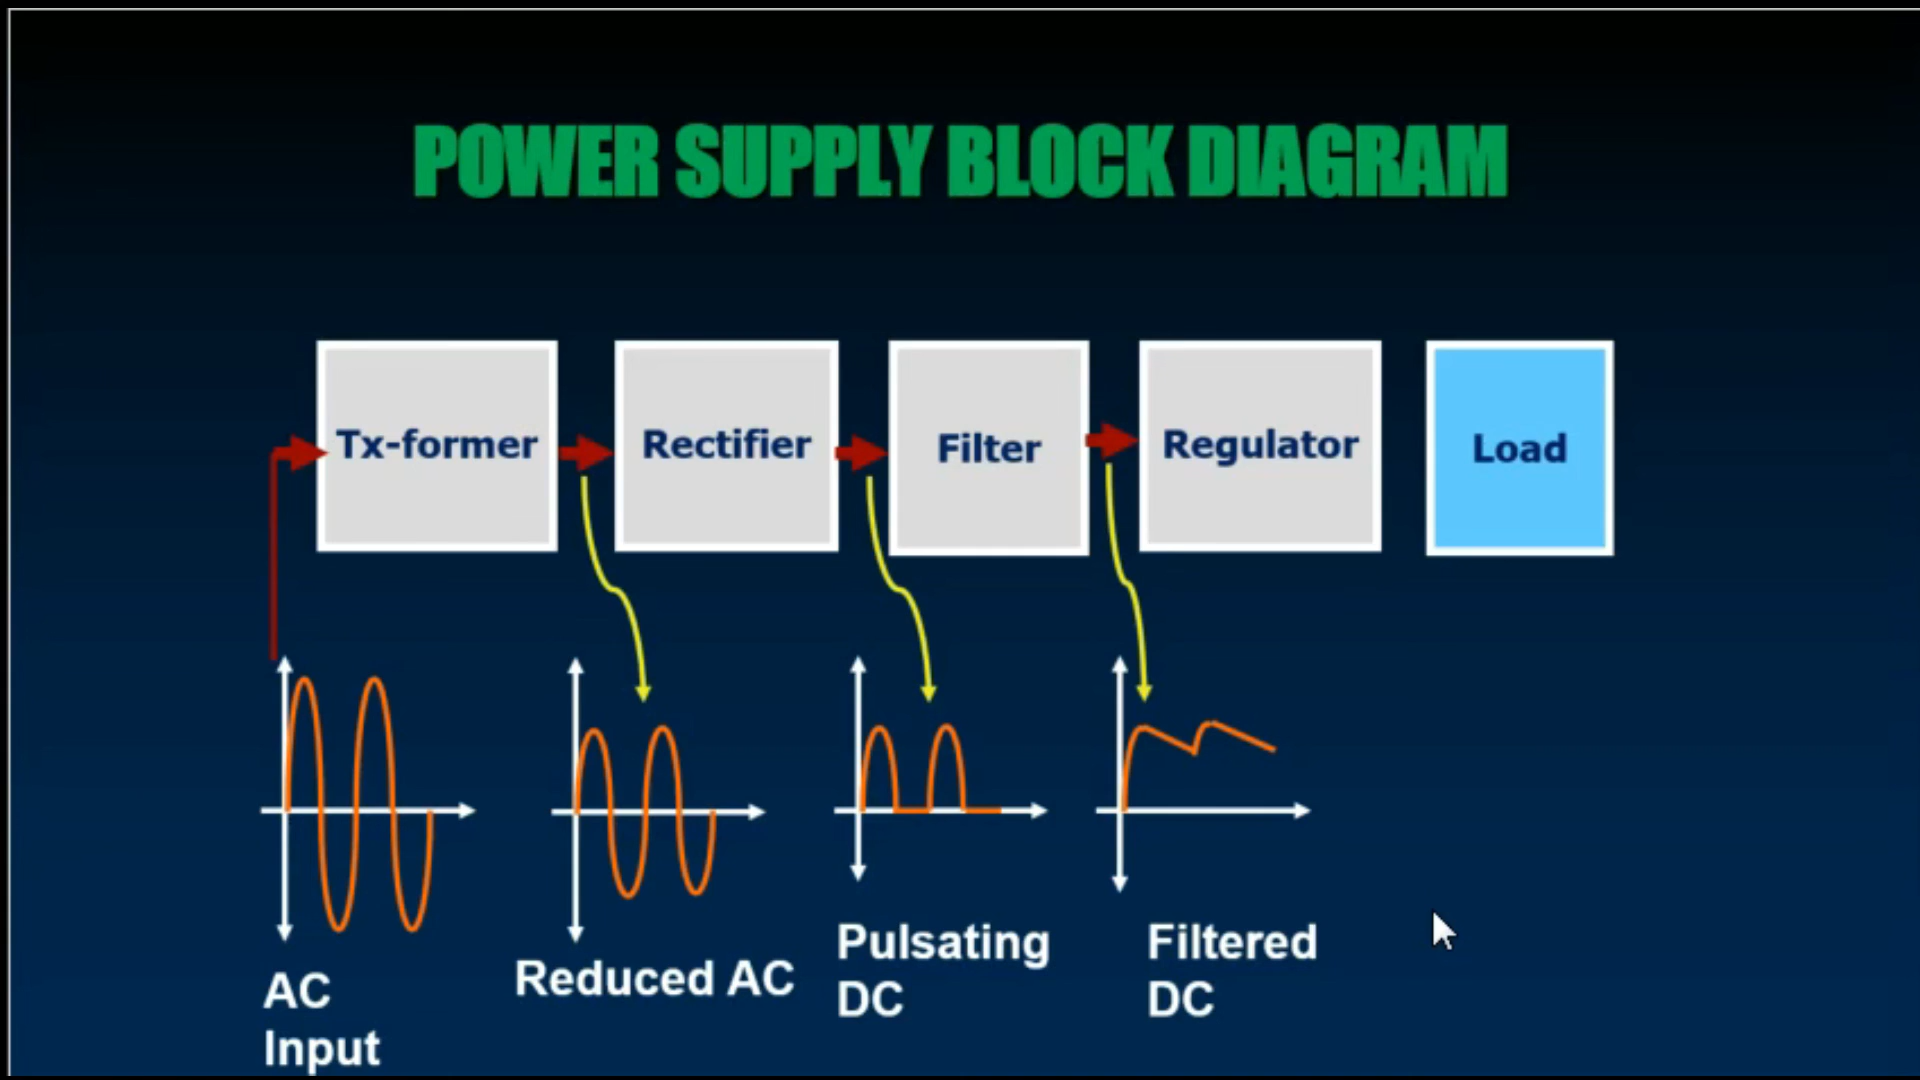 POWER SUPPLY BLOCK DIAGRAM
Tx-former
Rectifier
Filter
Regulator
Load
AC
Input
Reduced AC
Pulsating
DC
Filtered
DC